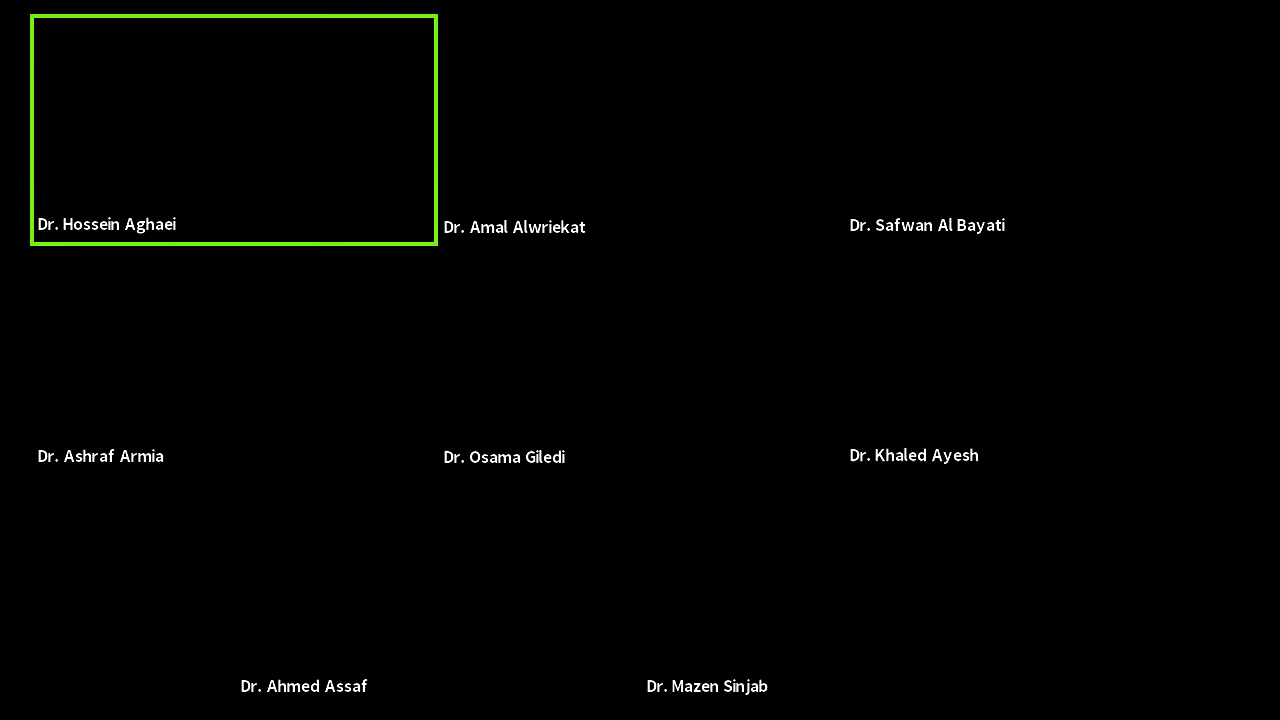 Dr. Hossein Aghaei
Dr. Amal Alwriekat
Dr. Safwan Al Bayati
Dr. Ashraf Armia
Dr. Osama Giledi
Dr. Khaled Ayesh
Dr. Ahmed Assaf
Dr. Mazen Sinjab